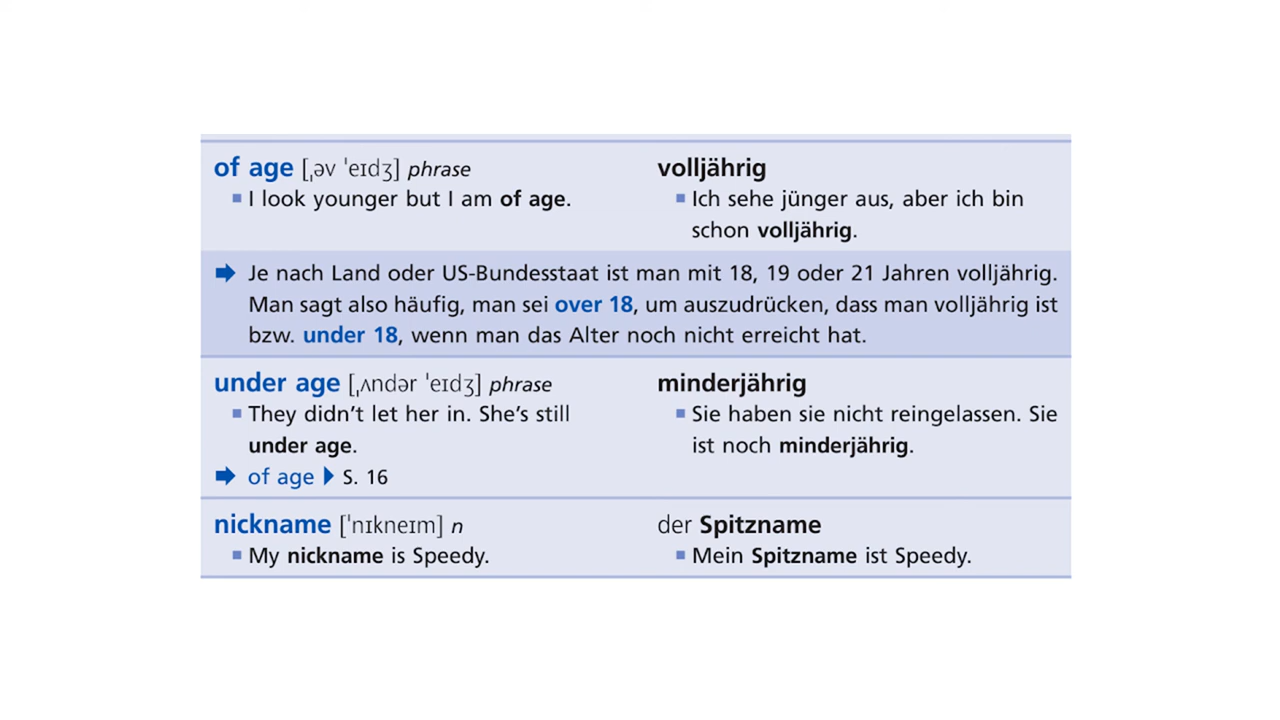 of age [ˌəv ˈeɪdʒ] phrase volljährig
▪ I look younger but I am of age. ▪ Ich sehe jünger aus, aber ich bin
schon volljährig.
➡ Je nach Land oder US-Bundesstaat ist man mit 18, 19 oder 21 Jahren volljährig.
Man sagt also häufig, man sei over 18, um auszudrücken, dass man volljährig ist
bzw. under 18, wenn man das Alter noch nicht erreicht hat.
under age [ˌʌndər ˈeɪdʒ] phrase minderjährig
▪ They didn’t let her in. She’s still ▪ Sie haben sie nicht reingelassen. Sie
under age. ist noch minderjährig.
➡ of age ▶ S. 16
nickname [ˈnɪkneɪm] n der Spitzname
▪ My nickname is Speedy. ▪ Mein Spitzname ist Speedy.